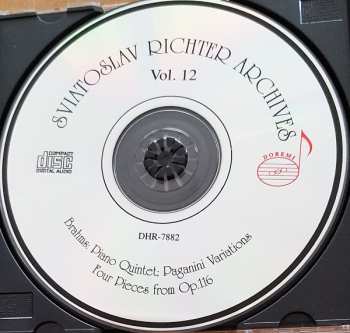 SVIATOSLAV RICHTER ARCHIVES
Vol. 12
DOREMI
COMPACT
disc
DIGITAL AUDIO
DHR-7882
Brahms: Piano Quintet; Paganini Variations
Four Pieces from Op.116